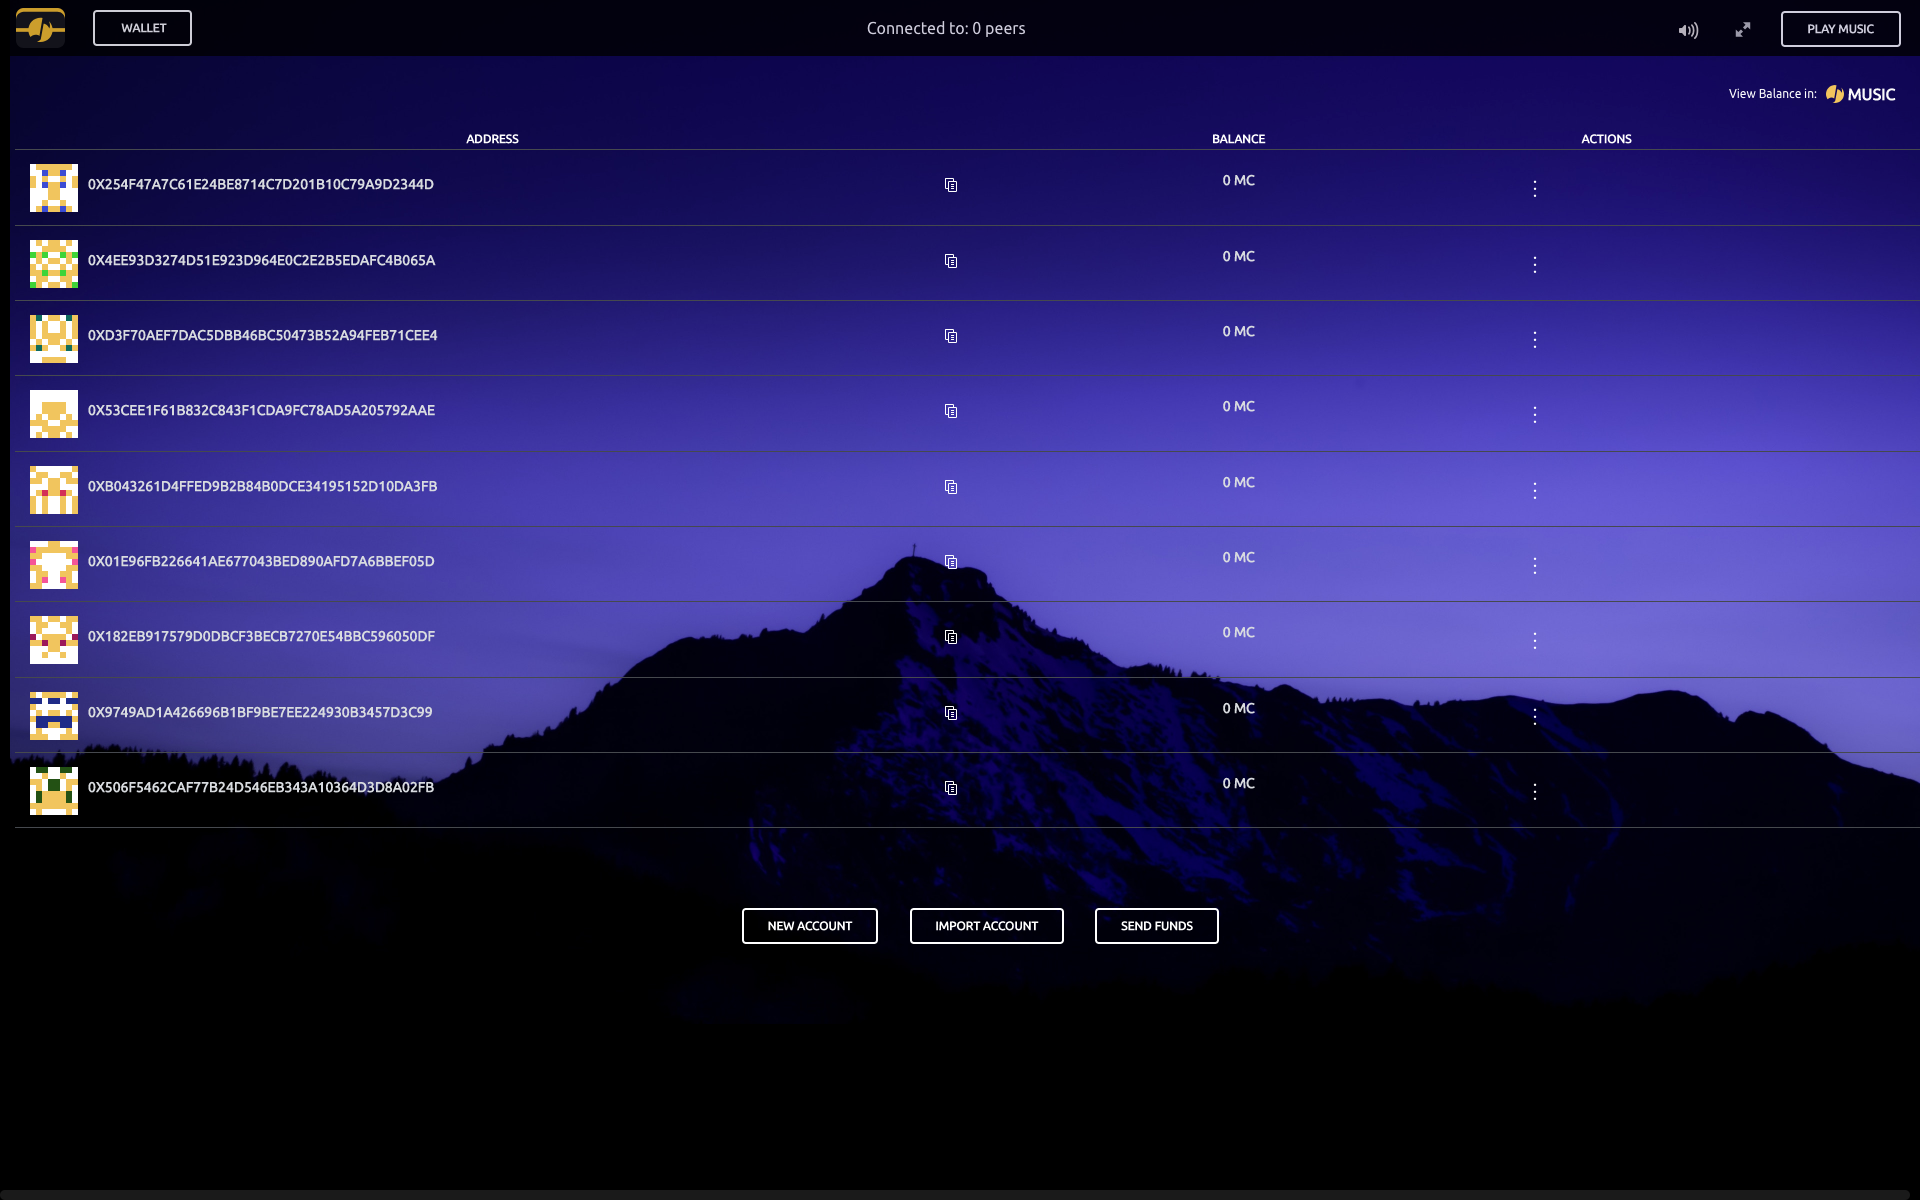 WALLET
Connected to: 0 peers
PLAY MUSIC
View Balance in: MUSIC
ADDRESS BALANCE ACTIONS
0X254F47A7C61E24BE8714C7D201B10C79A9D2344D 0 MC
0X4EE93D3274D51E923D964E0C2E2B5EDAFC4B065A 0 MC
0XD3F70AEF7DAC5DBB46BC50473B52A94FEB71CEE4 0 MC
0X53CEE1F61B832C843F1CDA9FC78AD5A205792AAE 0 MC
0XB043261D4FFED9B2B84B0DCE34195152D10DA3FB 0 MC
0X01E96FB226641AE677043BED890AFD7A6BBEF05D 0 MC
0X182EB917579D0DBCF3BECB7270E54BBC596050DF 0 MC
0X9749AD1A426696B1BF9BE7EE224930B3457D3C99 0 MC
0X506F5462CAF77B24D546EB343A10364D3D8A02FB 0 MC
NEW ACCOUNT
IMPORT ACCOUNT
SEND FUNDS